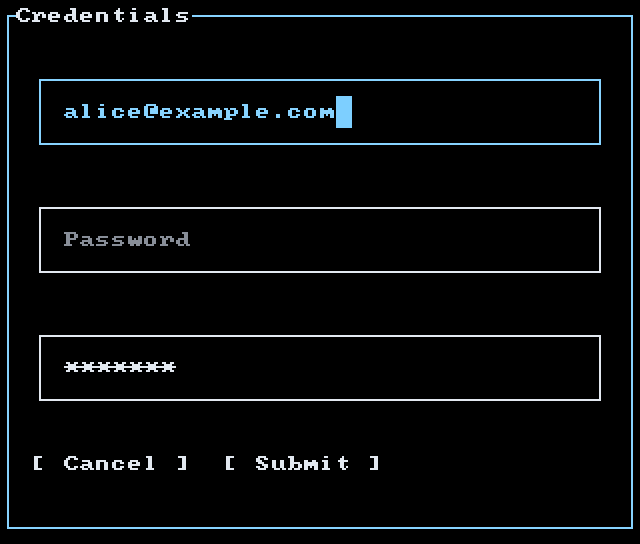 Credentials
alice@example.com
Password
*******
[ Cancel ]  [ Submit ]